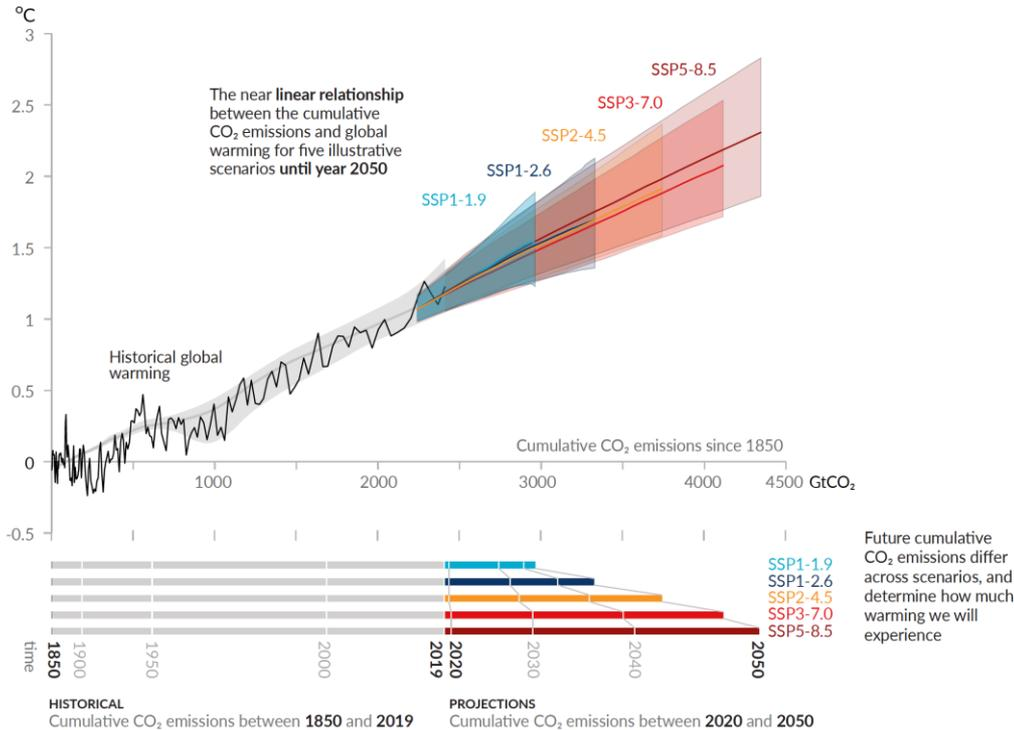 °C
3
2.5
2
1.5
1
0.5
0
-0.5
The near linear relationship
between the cumulative
CO₂ emissions and global
warming for five illustrative
scenarios until year 2050
SSP5-8.5
SSP3-7.0
SSP2-4.5
SSP1-2.6
SSP1-1.9
Historical global
warming
Cumulative CO₂ emissions since 1850
1000 2000 3000 4000 4500 GtCO₂
SSP1-1.9
SSP1-2.6
SSP2-4.5
SSP3-7.0
SSP5-8.5
Future cumulative
CO₂ emissions differ
across scenarios, and
determine how much
warming we will
experience
time 1850 1900 1950 2000 2019 2020 2030 2040 2050
HISTORICAL
Cumulative CO₂ emissions between 1850 and 2019
PROJECTIONS
Cumulative CO₂ emissions between 2020 and 2050